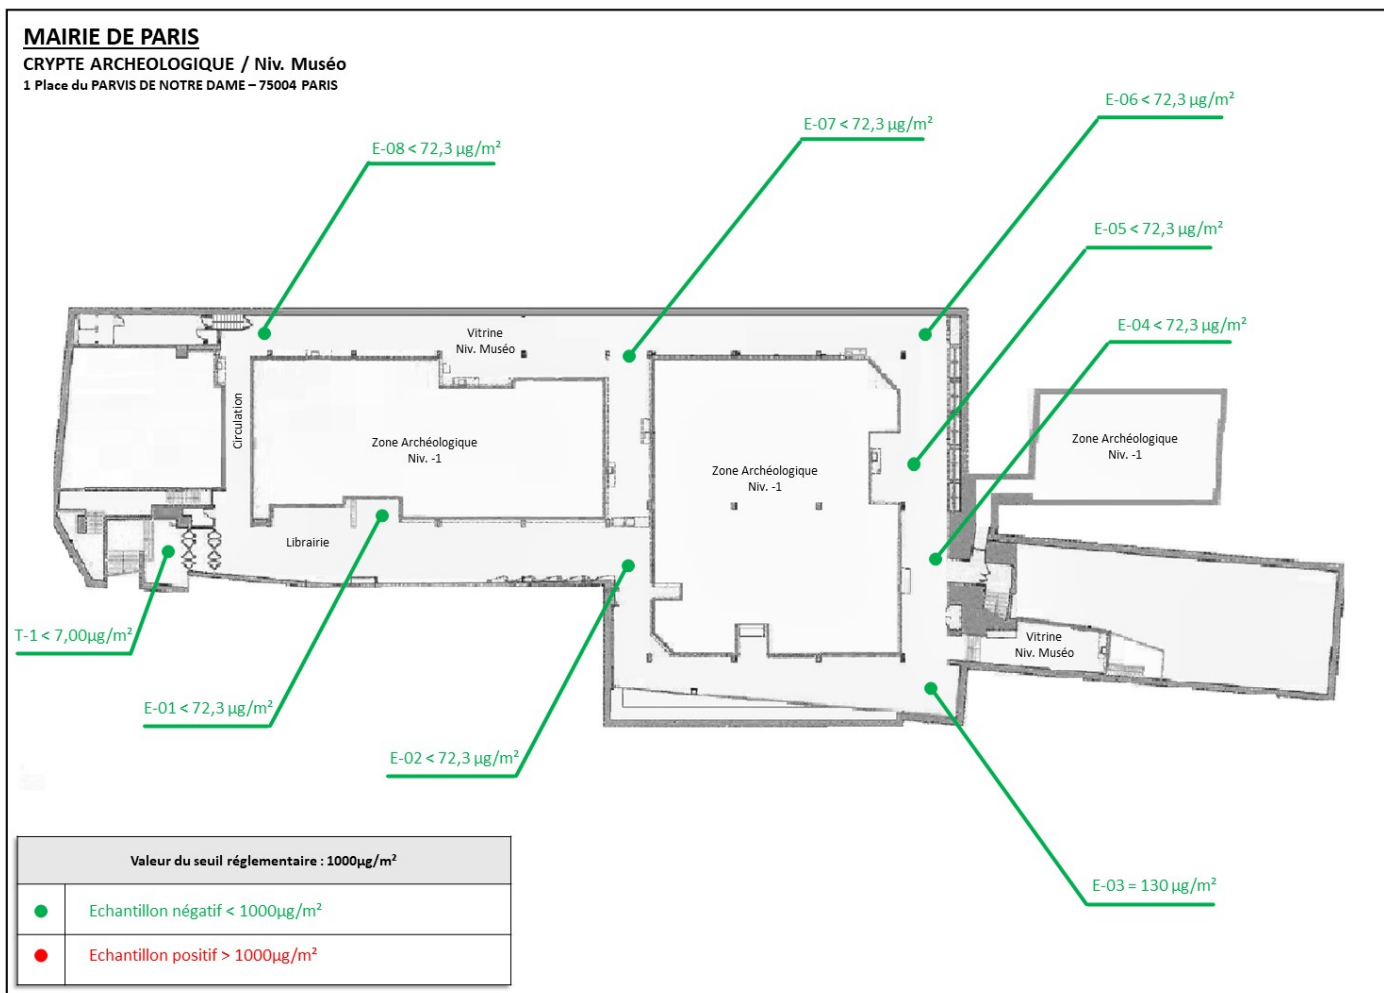 MAIRIE DE PARIS
CRYPTE ARCHEOLOGIQUE / Niv. Muséo
1 Place du PARVIS DE NOTRE DAME – 75004 PARIS
E-06 < 72,3 µg/m²
E-07 < 72,3 µg/m²
E-08 < 72,3 µg/m²
E-05 < 72,3 µg/m²
E-04 < 72,3 µg/m²
Vitrine
Niv. Muséo
Circulation
Zone Archéologique
Niv. -1
Zone Archéologique
Niv. -1
Zone Archéologique
Niv. -1
Librairie
T-1 < 7,00µg/m²
Vitrine
Niv. Muséo
E-01 < 72,3 µg/m²
E-02 < 72,3 µg/m²
E-03 = 130 µg/m²
Valeur du seuil réglementaire : 1000µg/m²
Echantillon négatif < 1000µg/m²
Echantillon positif > 1000µg/m²